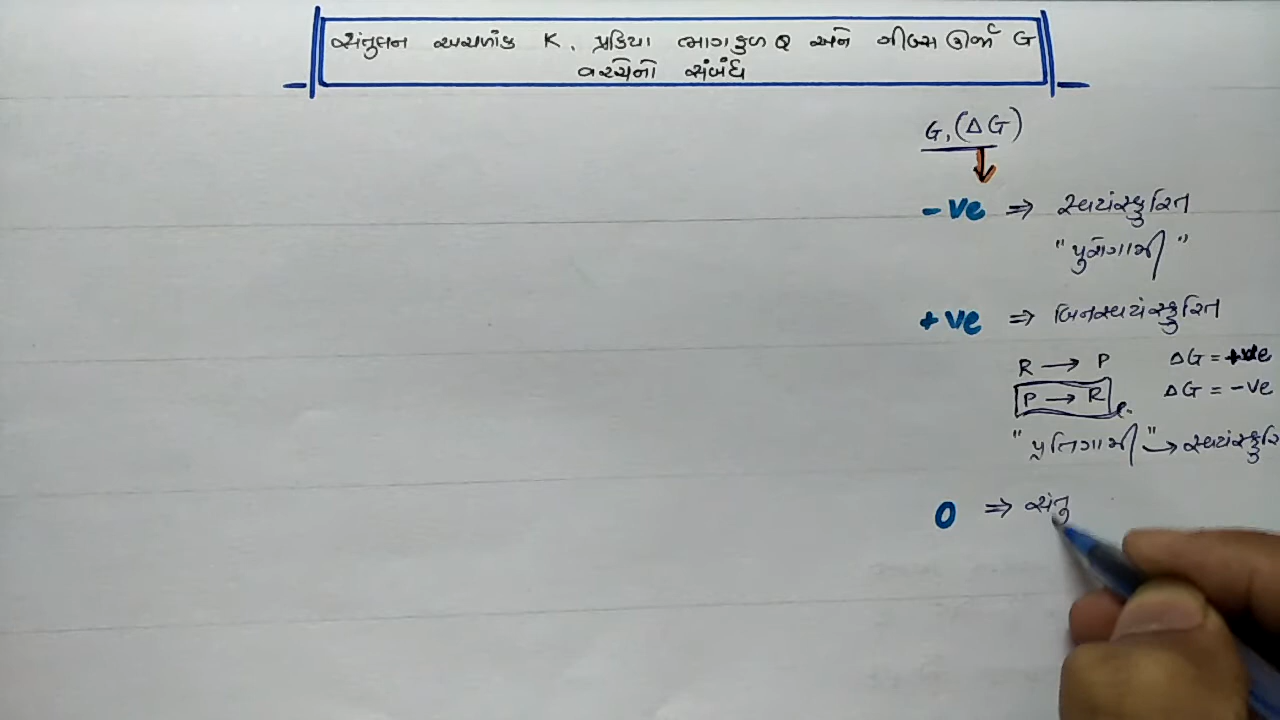 સંતુલન અચળાંક K, પ્રક્રિયા ભાગફળ Q અને ગીબ્સ ઊર્જા G
વચ્ચેનો સંબંધ
G, (ΔG)
-ve ⇒ સ્વયંસ્ફુરિત
"પુરોગામી"
+ve ⇒ બિનસ્વયંસ્ફુરિત
R → P ΔG = +ve
P → R ΔG = -ve
"પ્રતિગામી" → સ્વયંસ્ફુરિ
0 ⇒ સંતુ